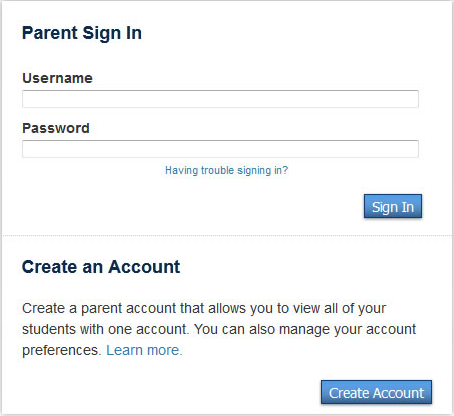 Parent Sign In
Username
Password
Having trouble signing in?
Sign In
Create an Account
Create a parent account that allows you to view all of your
students with one account. You can also manage your account
preferences. Learn more.
Create Account